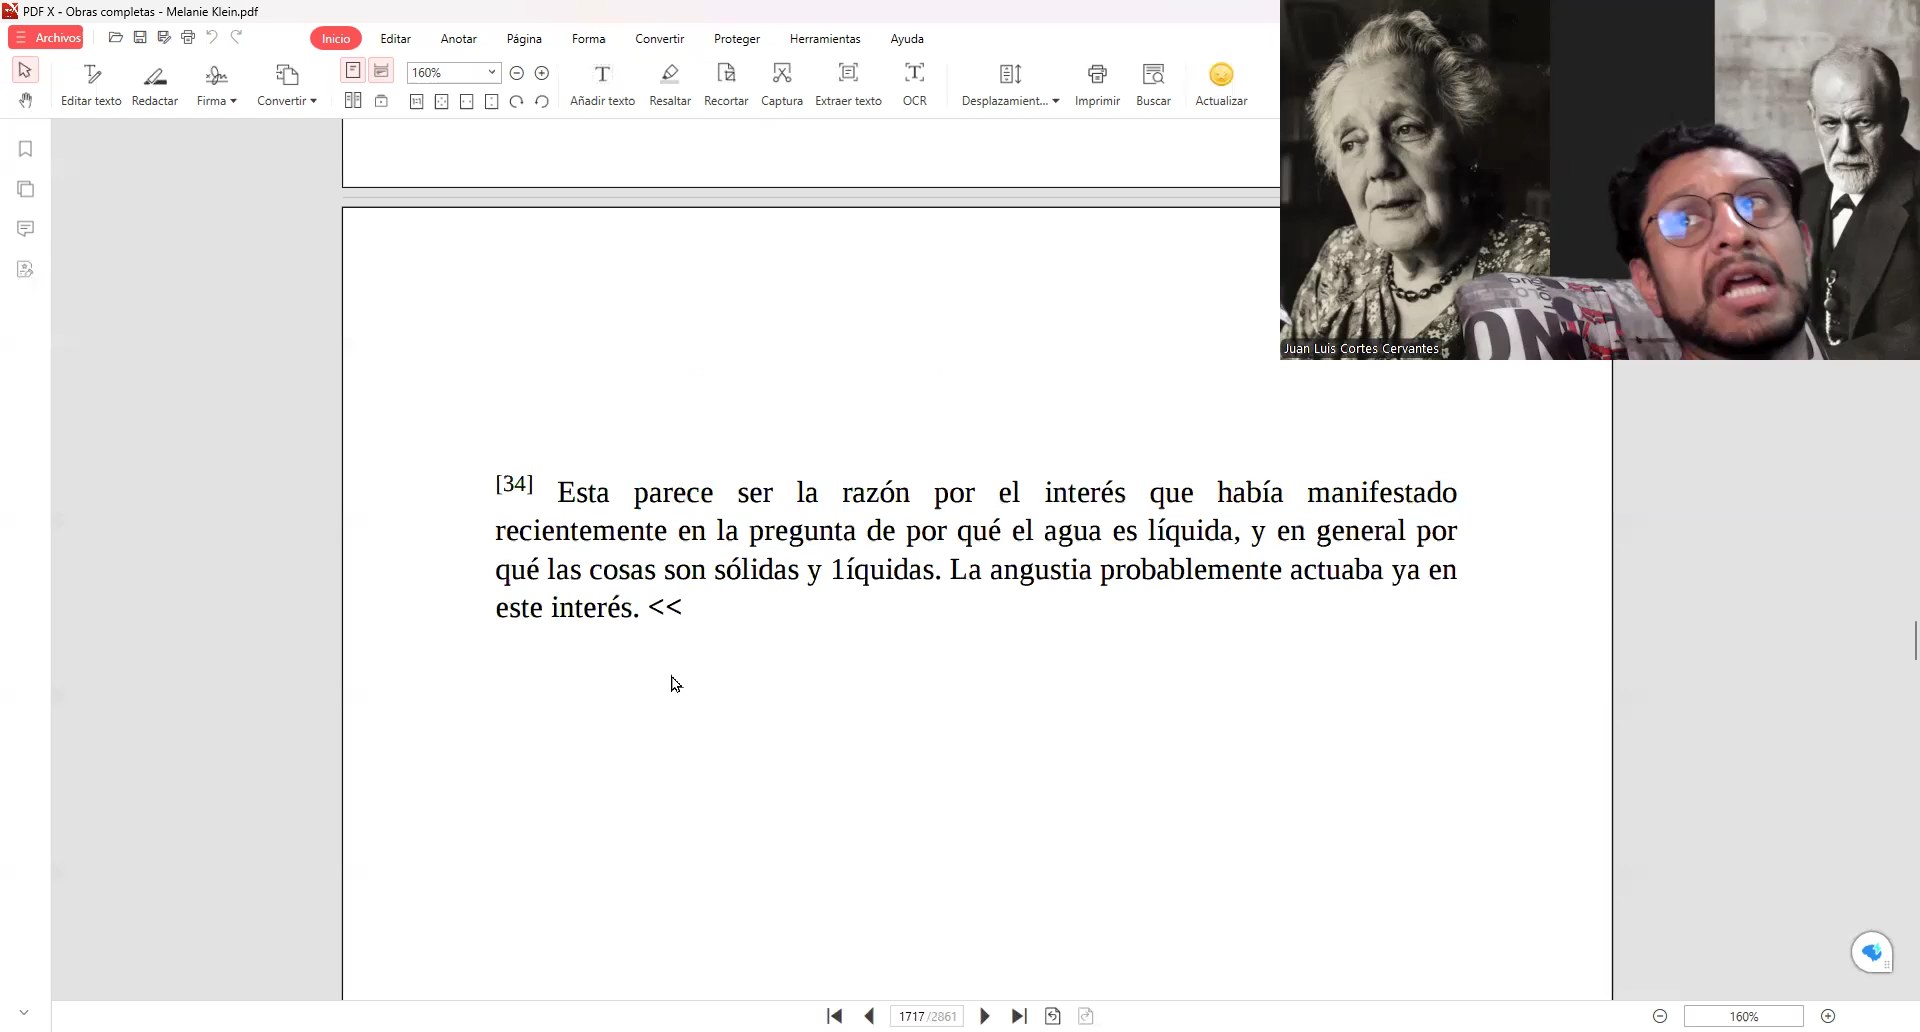 PDF X - Obras completas - Melanie Klein.pdf
Archivos
Inicio
Editar
Anotar
Página
Forma
Convertir
Proteger
Herramientas
Ayuda
160%
Editar texto
Redactar
Firma
Convertir
Añadir texto
Resaltar
Recortar
Captura
Extraer texto
OCR
Desplazamient...
Imprimir
Buscar
Actualizar
ON
Juan Luis Cortes Cervantes
[34] Esta parece ser la razón por el interés que había manifestado
recientemente en la pregunta de por qué el agua es líquida, y en general por
qué las cosas son sólidas y 1íquidas. La angustia probablemente actuaba ya en
este interés. <<
1717 /2861
160%